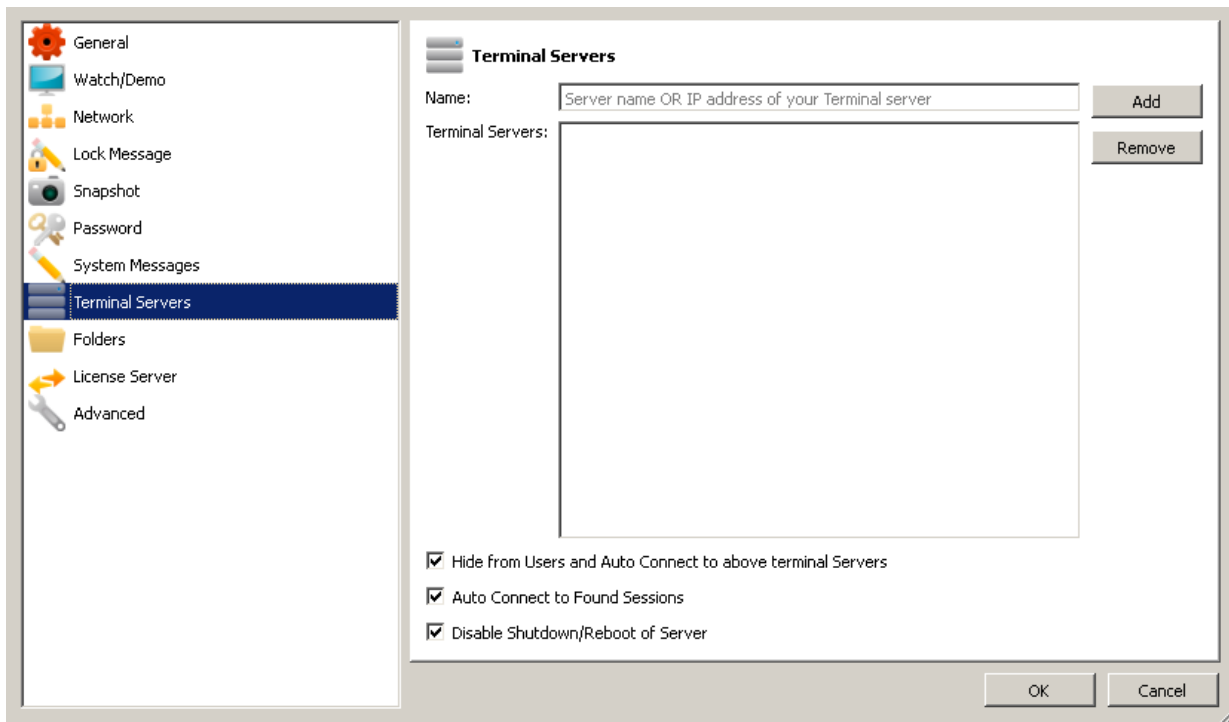 General
Watch/Demo
Network
Lock Message
Snapshot
Password
System Messages
Terminal Servers
Folders
License Server
Advanced
Terminal Servers
Name:
Server name OR IP address of your Terminal server
Add
Terminal Servers:
Remove
Hide from Users and Auto Connect to above terminal Servers
Auto Connect to Found Sessions
Disable Shutdown/Reboot of Server
OK
Cancel